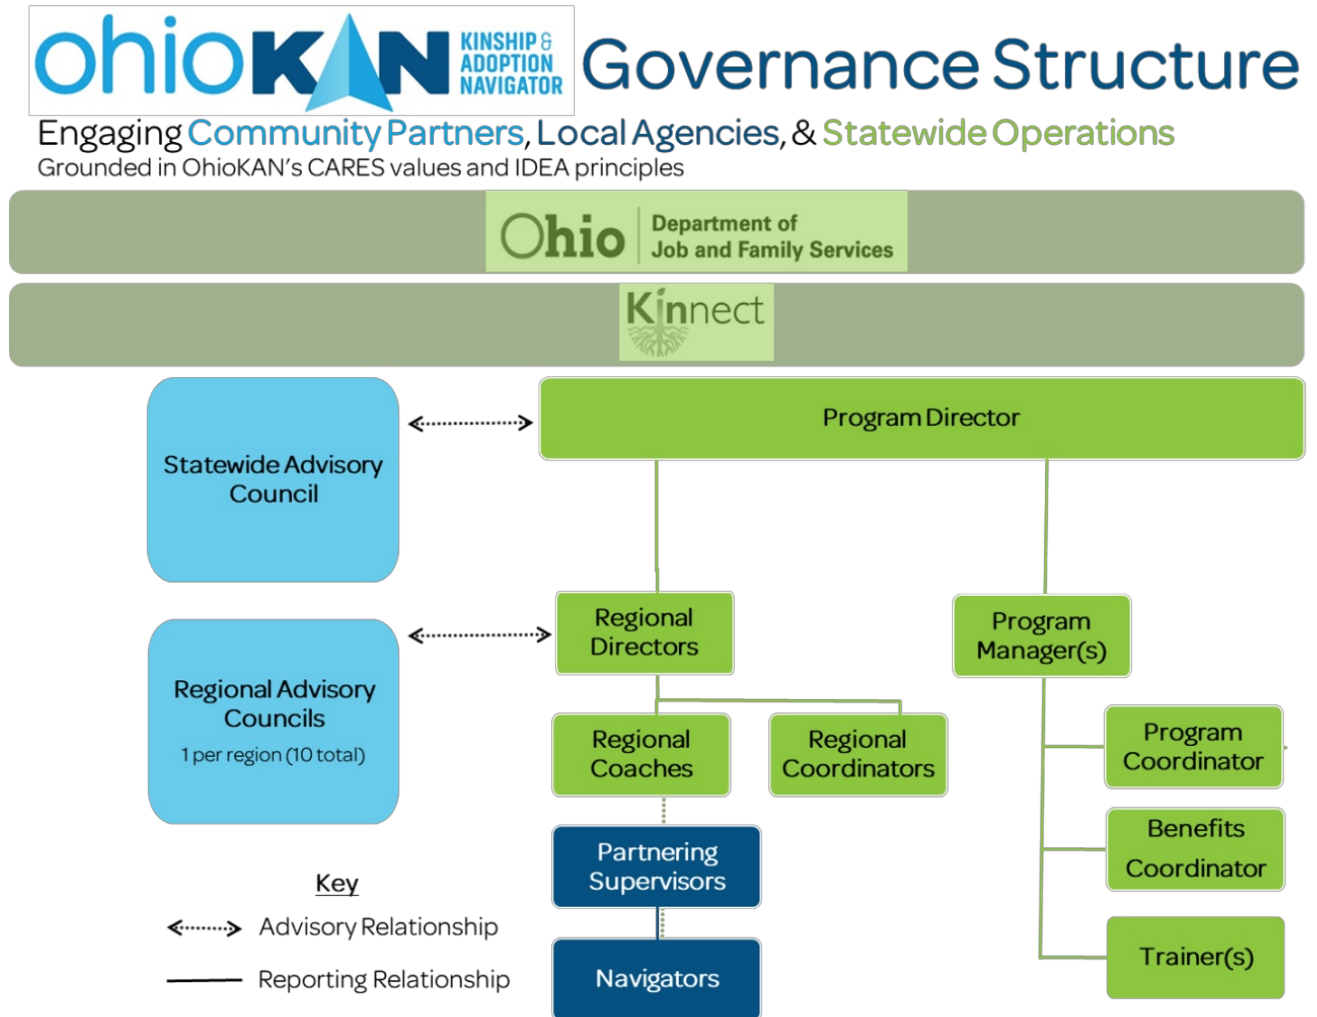 ohioKAN KINSHIP &
ADOPTION
NAVIGATOR
Governance Structure
Engaging Community Partners, Local Agencies, & Statewide Operations
Grounded in OhioKAN's CARES values and IDEA principles
Ohio Department of
Job and Family Services
Kinnect
Program Director
Statewide Advisory
Council
Regional
Directors
Program
Manager(s)
Regional Advisory
Councils
1 per region (10 total)
Regional
Coaches
Regional
Coordinators
Program
Coordinator
Benefits
Coordinator
Partnering
Supervisors
Trainer(s)
Navigators
Key
Advisory Relationship
Reporting Relationship